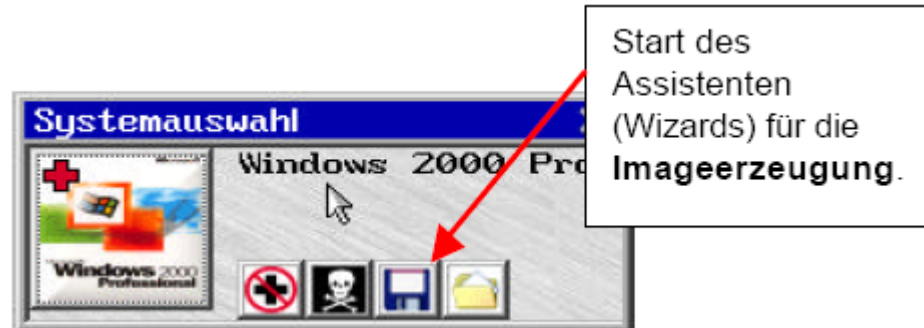 Start des
Assistenten
(Wizards) für die
Imageerzeugung.
Systemauswahl
Windows 2000 Pro
Windows 2000
Professional